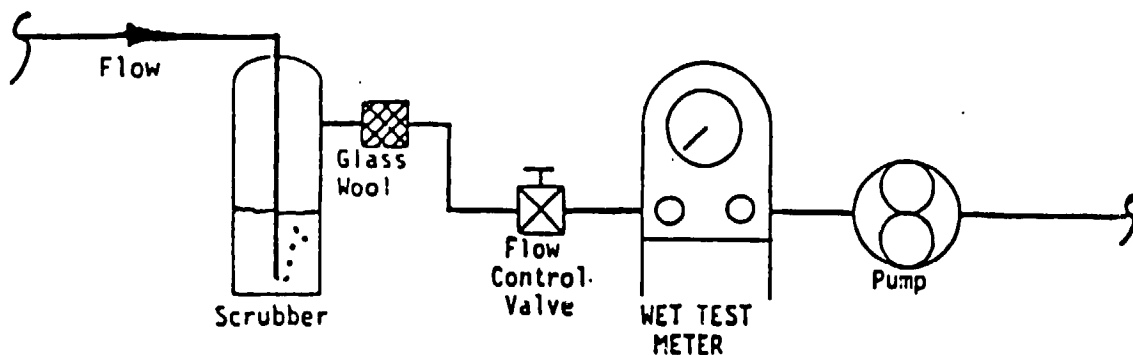 Flow
Glass
Wool
Flow
Control
Valve
Scrubber
WET TEST
METER
Pump